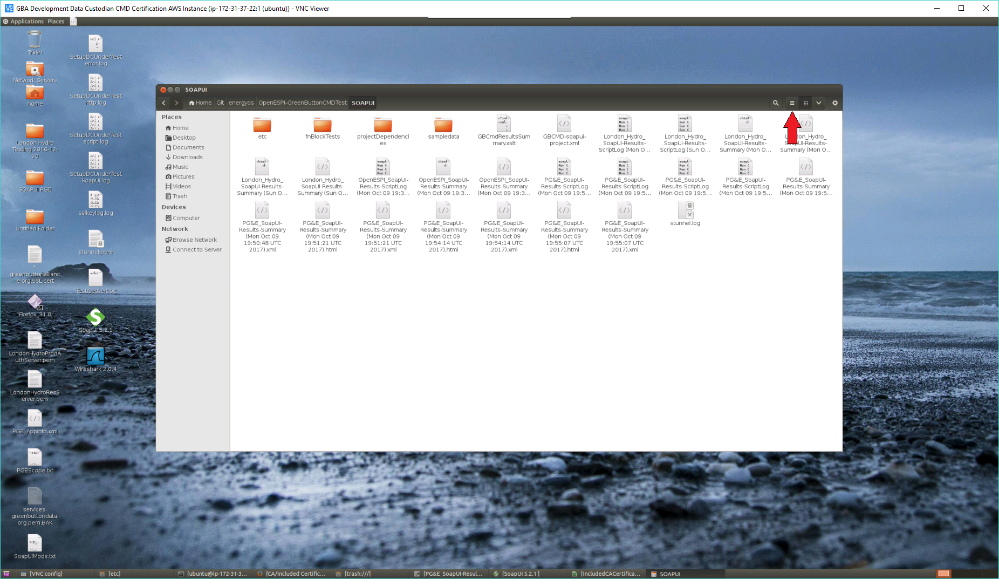 GBA Development Data Custodian CMD Certification AWS Instance (ip-172-31-37-22:1 (ubuntu)) - VNC Viewer
Applications Places
Trash
Network Servers
home
London Hydro
Testing 2016-12-
20
SOAPUI PGE
Untitled Folder
*.
greenbuttonallianc
e.org.SSL.cert
Firefox_31.0
LondonHydroProdA
uthServer.pem
LondonHydroResS
erver.pem
PGE_AppInfo.xml
PGEScope.txt
services.
greenbuttondata.
org.pem.BAK
SoapUIMods.txt
SetupDCUnderTest
error.log
SetupDCUnderTest
http.log
SetupDCUnderTest
script.log
SetupDCUnderTest
SoapUI.log
sslkeylog.log
stunnel.pem
TestGetCert.txt
SoapUI 5.2.1
Wireshark 2.0.4
SOAPUI
Home Git energyos OpenESPI-GreenButtonCMDTest SOAPUI
Places
Home
Desktop
Documents
Downloads
Music
Pictures
Videos
Trash
Devices
Computer
Network
Browse Network
Connect to Server
etc
fnBlockTests
projectDependenci
es
sampledata
GBCmdResultsSum
mary.xslt
GBCMD-soapui-
project.xml
London_Hydro_
SoapUI-Results-
ScriptLog (Mon O...
London_Hydro_
SoapUI-Results-
ScriptLog (Sun O...
London_Hydro_
SoapUI-Results-
Summary (Mon O...
London_Hydro_
SoapUI-Results-
Summary (Mon O...
London_Hydro_
SoapUI-Results-
Summary (Sun O...
London_Hydro_
SoapUI-Results-
Summary (Sun O...
OpenESPI_SoapUI-
Results-ScriptLog
(Mon Oct 09 19:3...
OpenESPI_SoapUI-
Results-Summary
(Mon Oct 09 19:3...
OpenESPI_SoapUI-
Results-Summary
(Mon Oct 09 19:3...
PG&E_SoapUI-
Results-ScriptLog
(Mon Oct 09 19:5...
PG&E_SoapUI-
Results-ScriptLog
(Mon Oct 09 19:5...
PG&E_SoapUI-
Results-ScriptLog
(Mon Oct 09 19:5...
PG&E_SoapUI-
Results-ScriptLog
(Mon Oct 09 19:5...
PG&E_SoapUI-
Results-Summary
(Mon Oct 09 19:5...
PG&E_SoapUI-
Results-Summary
(Mon Oct 09
19:50:48 UTC
2017).xml
PG&E_SoapUI-
Results-Summary
(Mon Oct 09
19:51:21 UTC
2017).html
PG&E_SoapUI-
Results-Summary
(Mon Oct 09
19:51:21 UTC
2017).xml
PG&E_SoapUI-
Results-Summary
(Mon Oct 09
19:54:14 UTC
2017).html
PG&E_SoapUI-
Results-Summary
(Mon Oct 09
19:54:14 UTC
2017).xml
PG&E_SoapUI-
Results-Summary
(Mon Oct 09
19:55:07 UTC
2017).html
PG&E_SoapUI-
Results-Summary
(Mon Oct 09
19:55:07 UTC
2017).xml
stunnel.log
[VNC config] [etc] [ubuntu@ip-172-31-3... [CA/Included Certific... [trash:///] [PG&E_SoapUI-Resul... [SoapUI 5.2.1] [IncludedCACertifica... SOAPUI